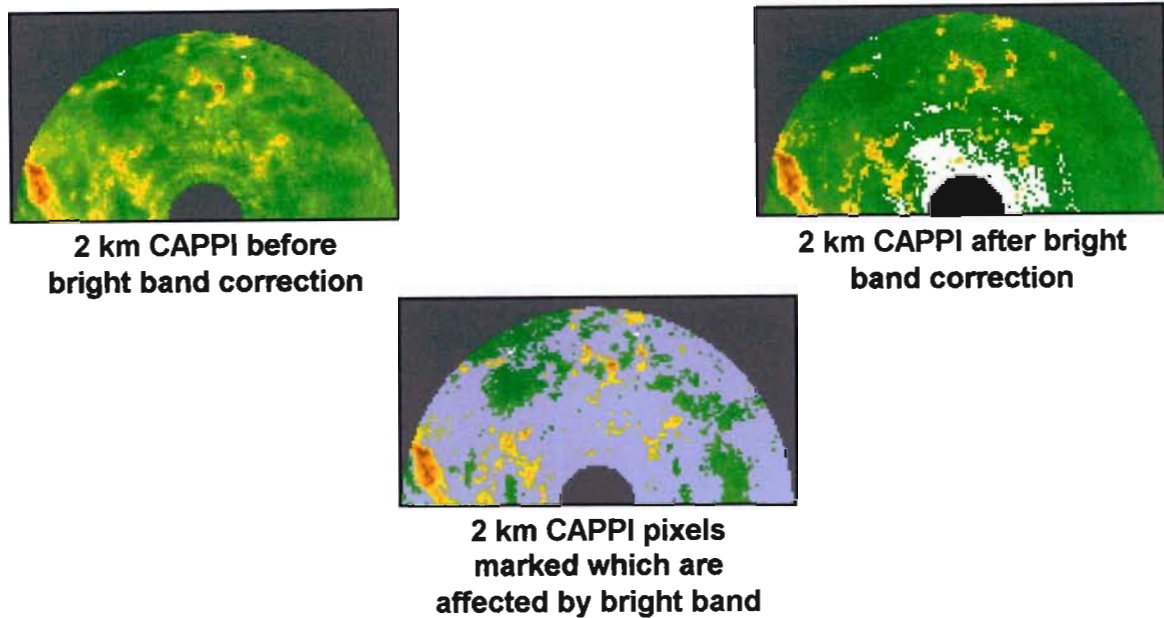 2 km CAPPI before
bright band correction
2 km CAPPI after bright
band correction
2 km CAPPI pixels
marked which are
affected by bright band